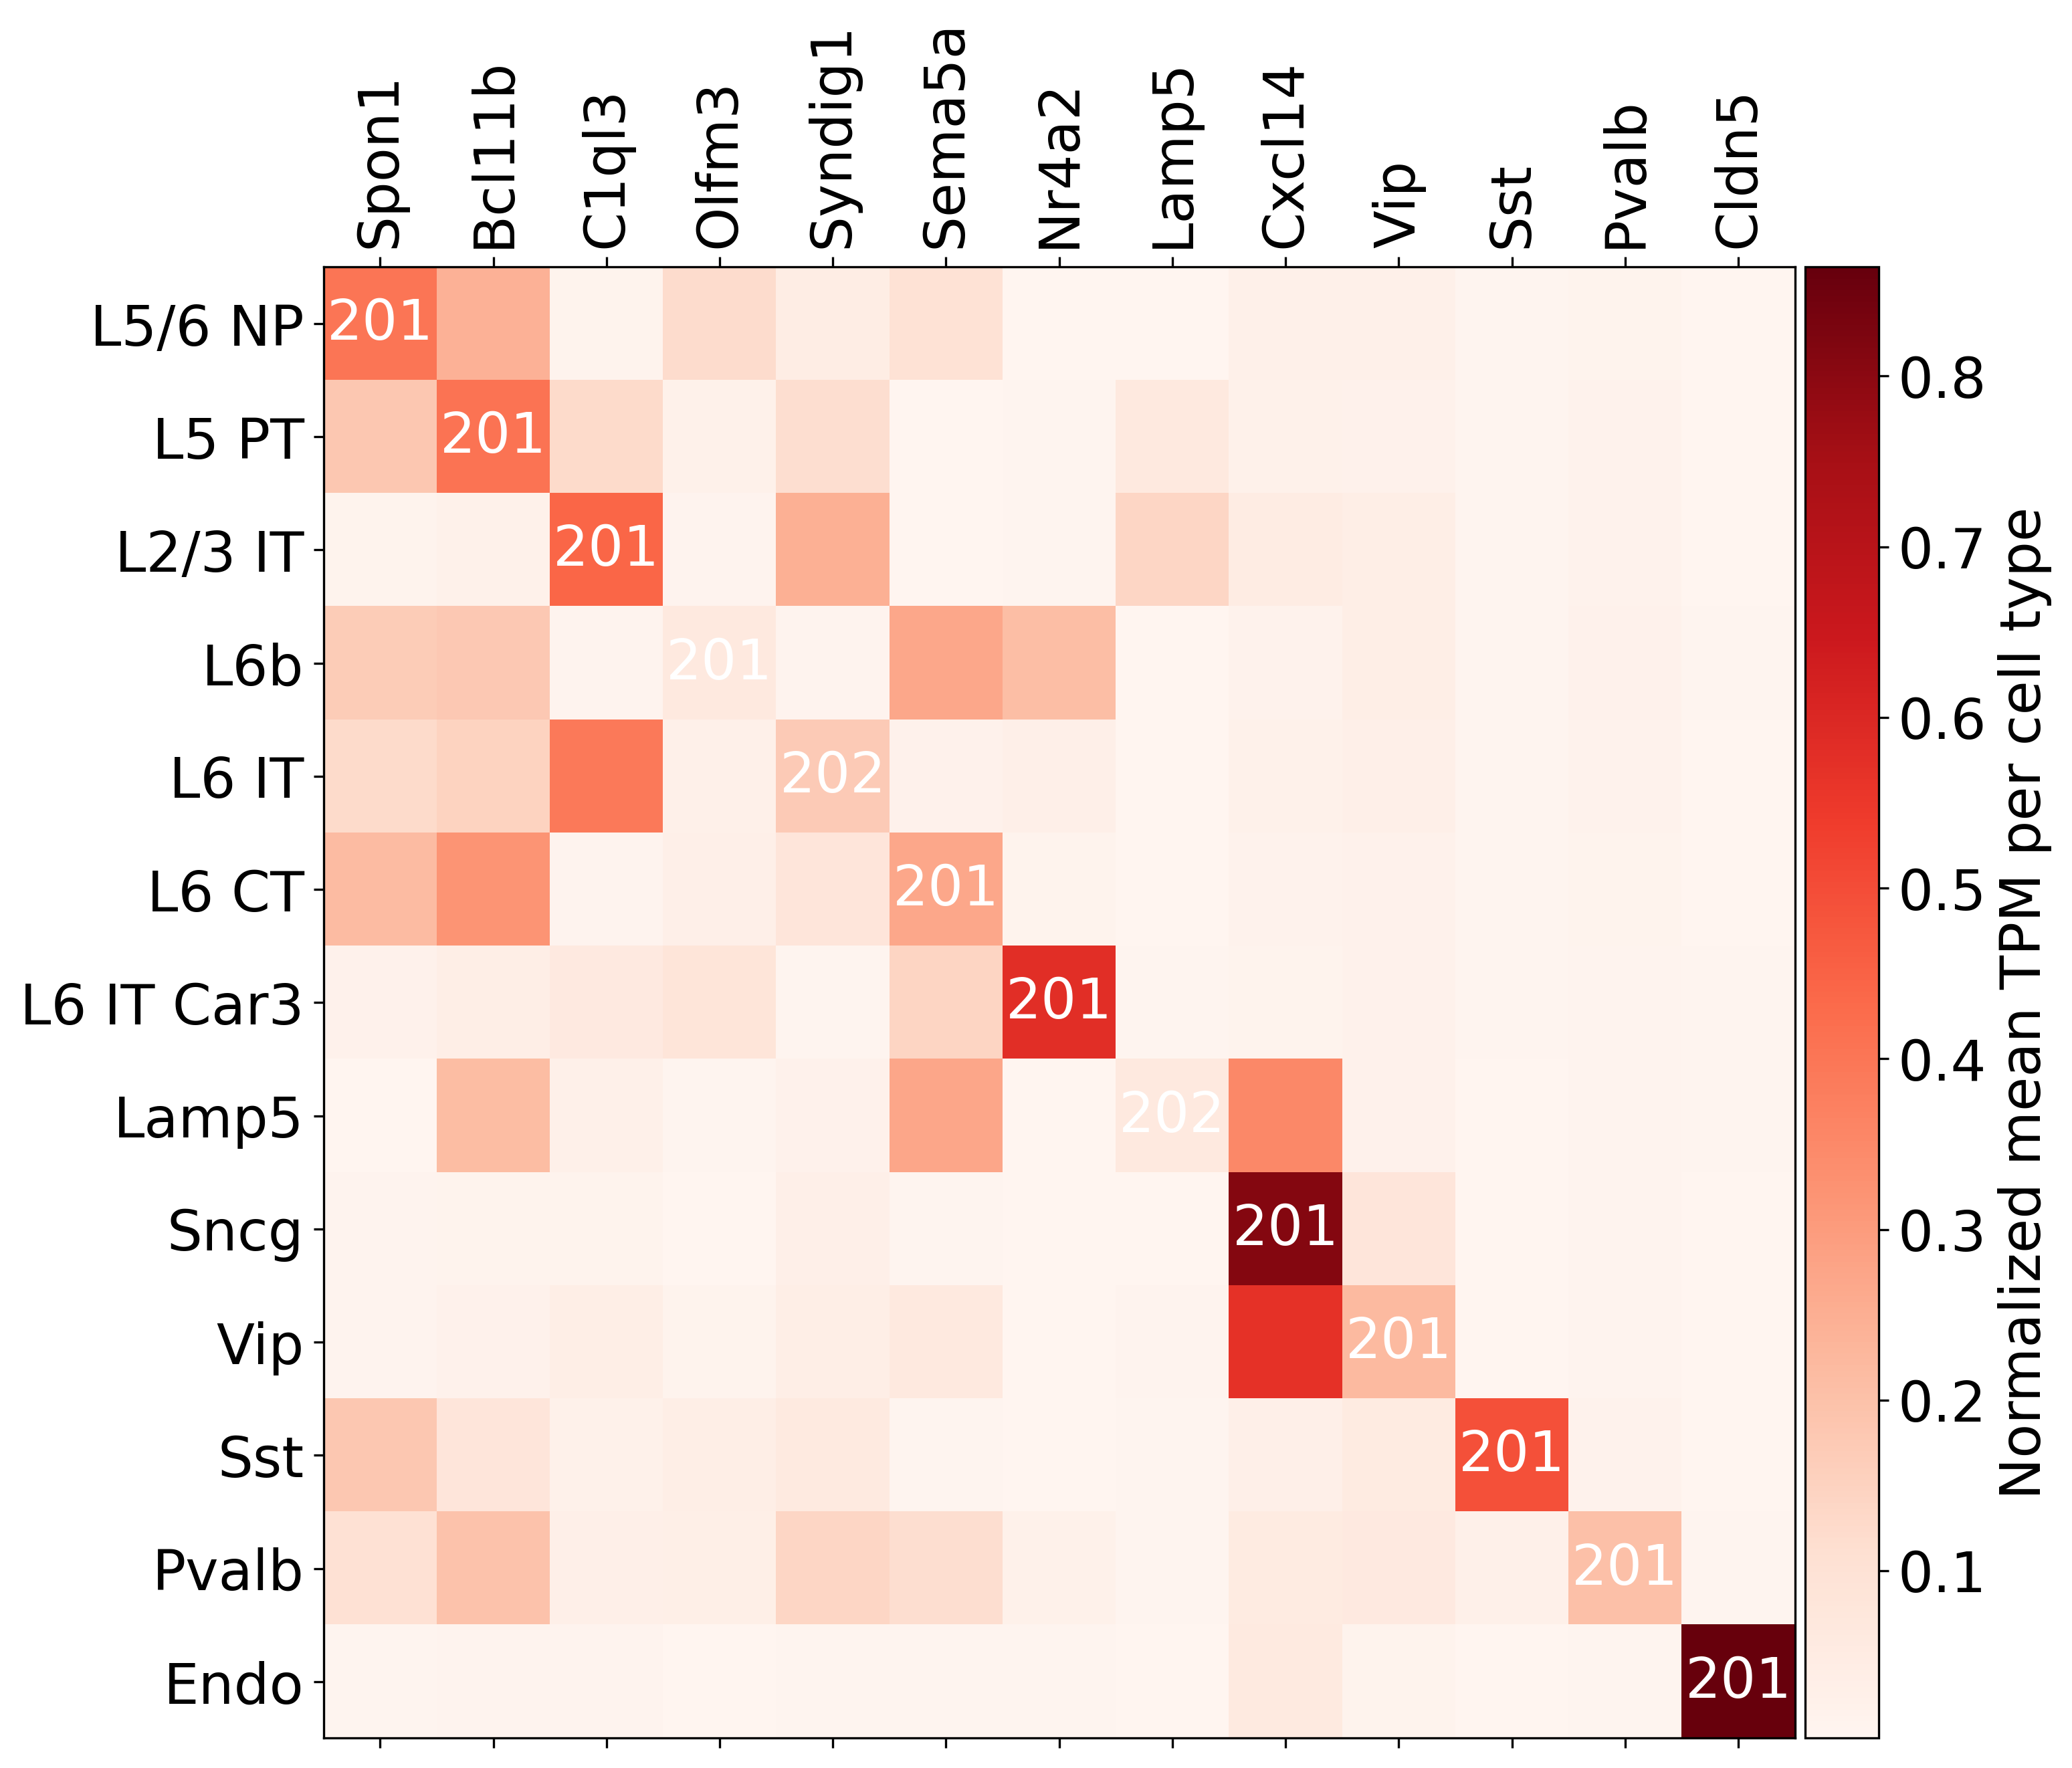 Spon1
Bcl11b
C1ql3
Olfm3
Syndig1
Sema5a
Nr4a2
Lamp5
Cxcl14
Vip
Sst
Pvalb
Cldn5
L5/6 NP
201
L5 PT
201
L2/3 IT
201
L6b
201
L6 IT
202
L6 CT
201
L6 IT Car3
201
Lamp5
202
Sncg
201
Vip
201
Sst
201
Pvalb
201
Endo
201
0.8
0.7
0.6
0.5
0.4
0.3
0.2
0.1
Normalized mean TPM per cell type